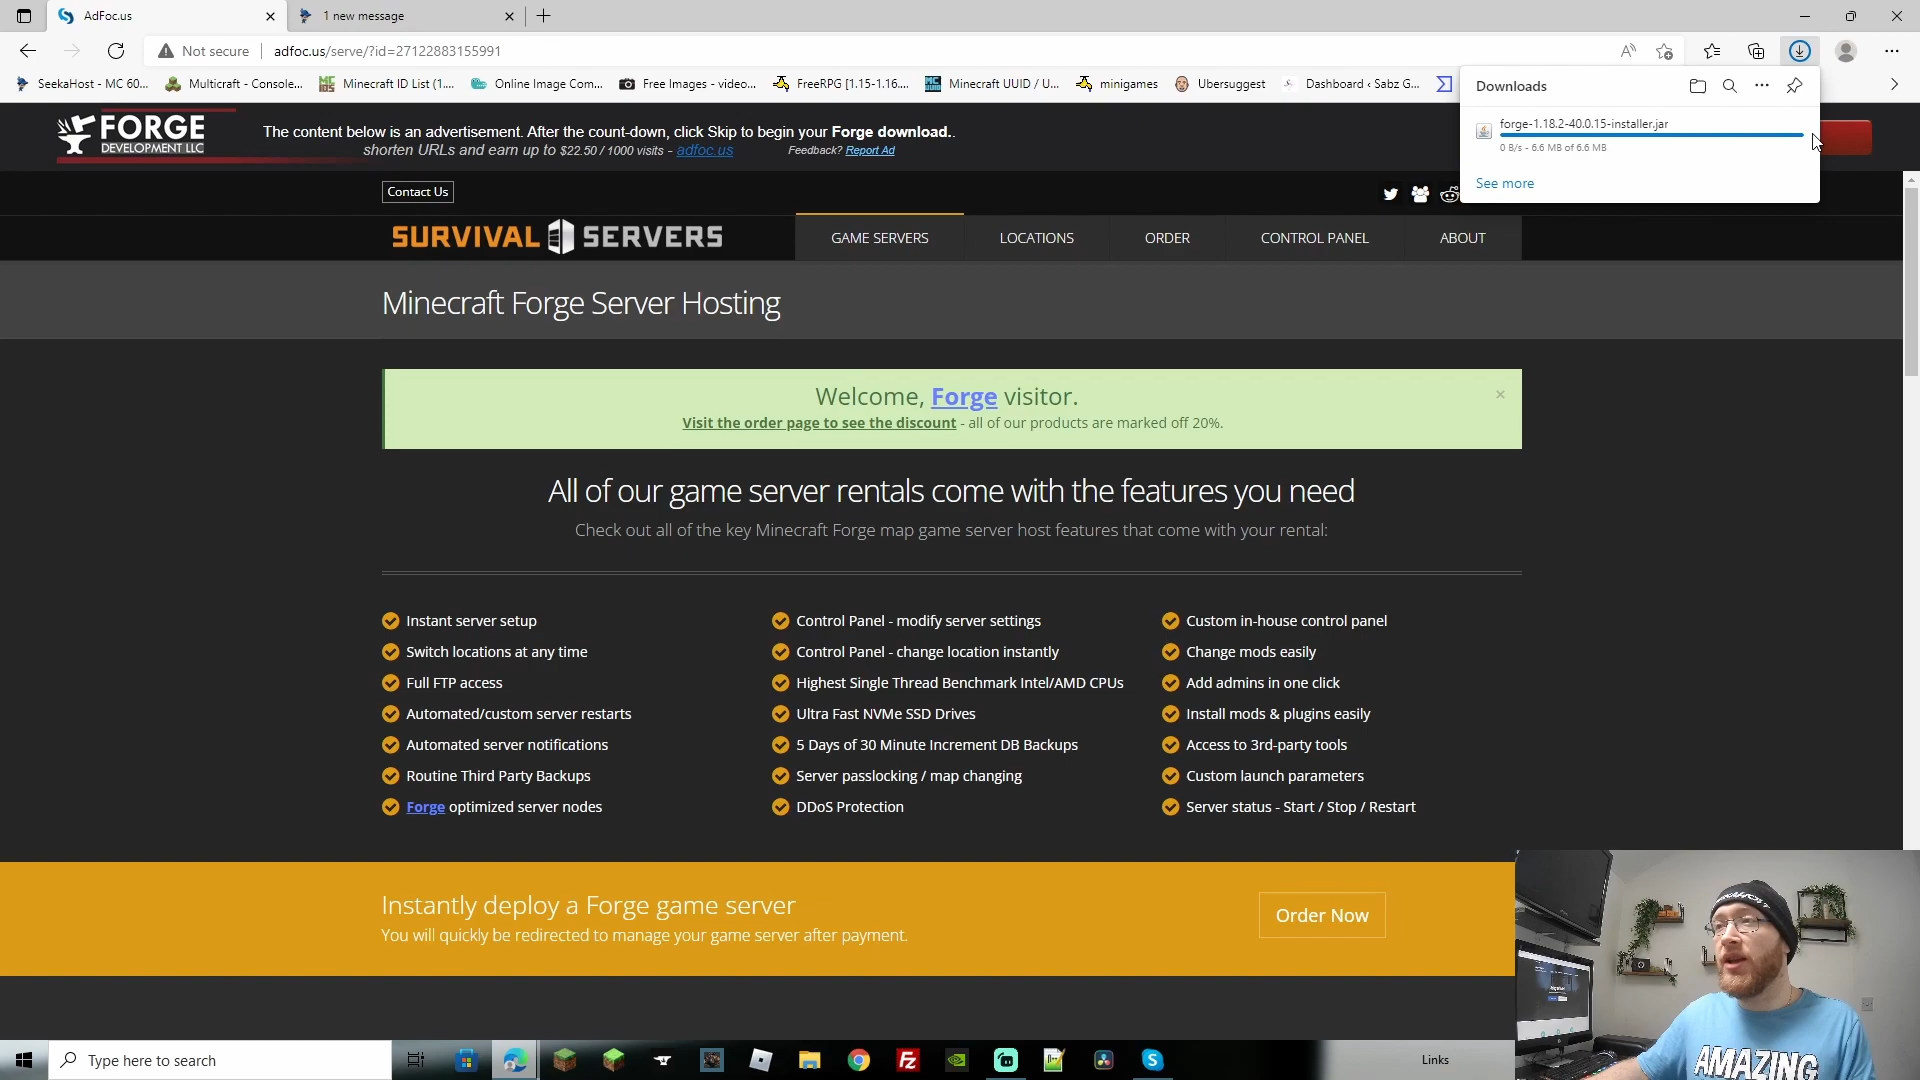 AdFoc.us
1 new message
Not secure
adfoc.us/serve/?id=27122883155991
SeekaHost - MC 60...
Multicraft - Console...
Minecraft ID List (1....
Online Image Com...
Free Images - video...
FreeRPG [1.15-1.16....
Minecraft UUID / U...
minigames
Ubersuggest
Dashboard ‹ Sabz G...
Downloads
forge-1.18.2-40.0.15-installer.jar
0 B/s - 6.6 MB of 6.6 MB
See more
FORGE
DEVELOPMENT LLC
The content below is an advertisement. After the count-down, click Skip to begin your Forge download..
shorten URLs and earn up to $22.50 / 1000 visits - adfoc.us
Feedback? Report Ad
Contact Us
SURVIVAL SERVERS
GAME SERVERS
LOCATIONS
ORDER
CONTROL PANEL
ABOUT
Minecraft Forge Server Hosting
Welcome, Forge visitor.
Visit the order page to see the discount - all of our products are marked off 20%.
All of our game server rentals come with the features you need
Check out all of the key Minecraft Forge map game server host features that come with your rental:
Instant server setup
Switch locations at any time
Full FTP access
Automated/custom server restarts
Automated server notifications
Routine Third Party Backups
Forge optimized server nodes
Control Panel - modify server settings
Control Panel - change location instantly
Highest Single Thread Benchmark Intel/AMD CPUs
Ultra Fast NVMe SSD Drives
5 Days of 30 Minute Increment DB Backups
Server passlocking / map changing
DDoS Protection
Custom in-house control panel
Change mods easily
Add admins in one click
Install mods & plugins easily
Access to 3rd-party tools
Custom launch parameters
Server status - Start / Stop / Restart
Instantly deploy a Forge game server
You will quickly be redirected to manage your game server after payment.
Order Now
Type here to search
Links
AMAZING